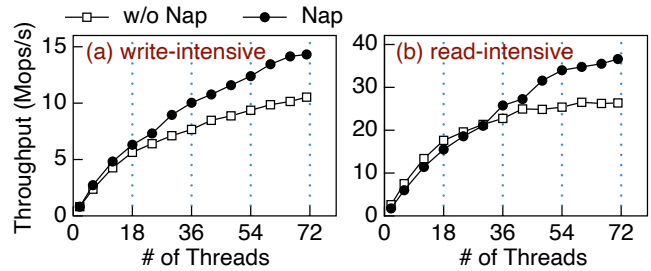 w/o Nap Nap
(a) write-intensive
(b) read-intensive
Throughput (Mops/s)
15
10
5
0
40
30
20
10
0
0 18 36 54 72
0 18 36 54 72
# of Threads
# of Threads